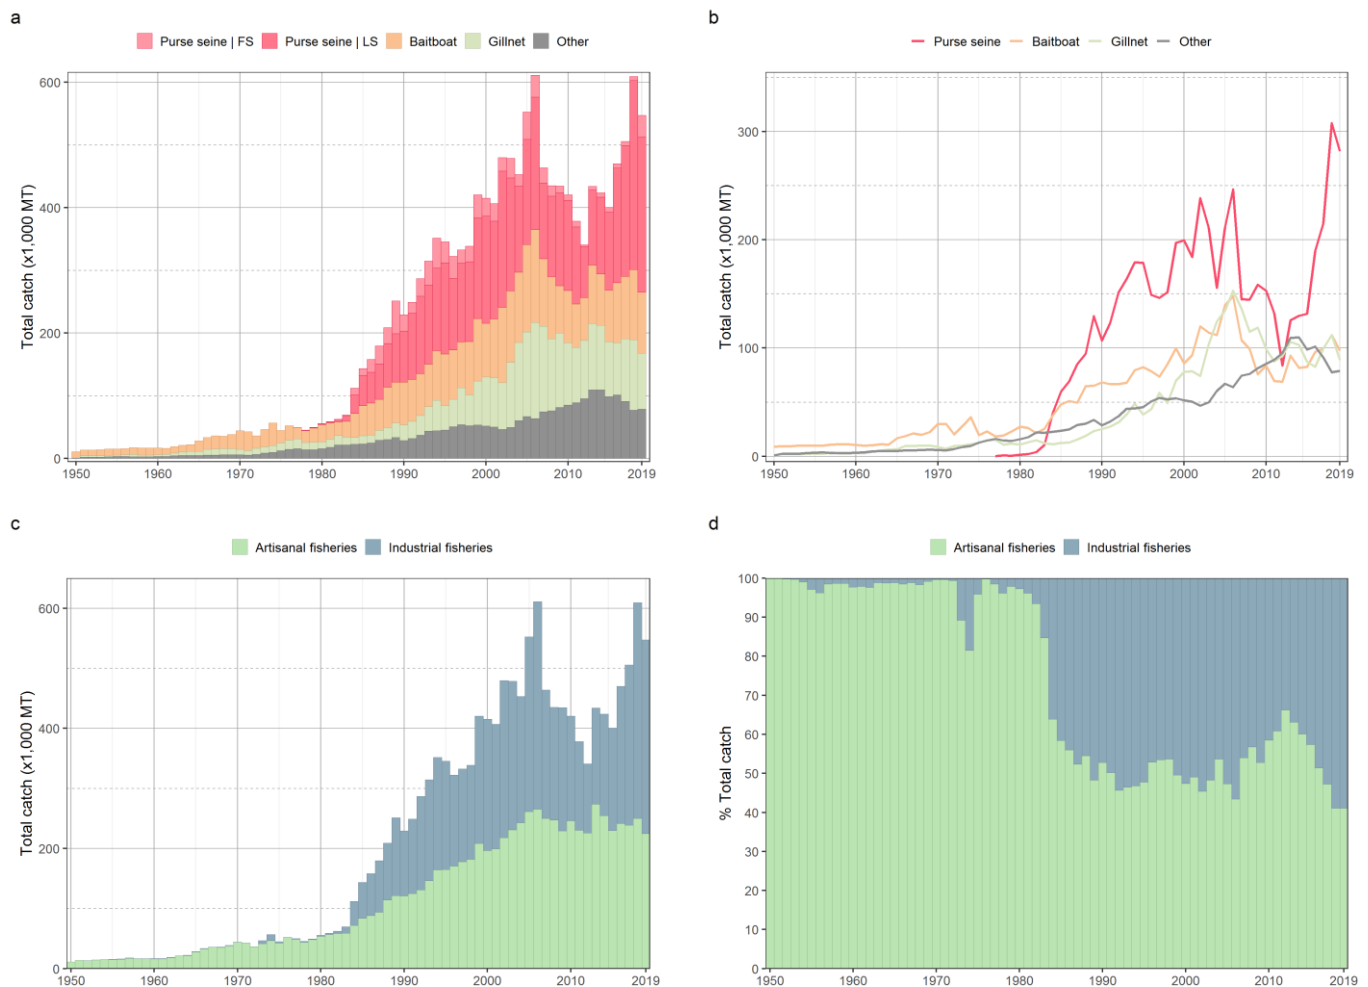 a
Purse seine | FS Purse seine | LS Baitboat Gillnet Other
Total catch (x1,000 MT)
600
400
200
0
1950 1960 1970 1980 1990 2000 2010 2019
b
Purse seine Baitboat Gillnet Other
Total catch (x1,000 MT)
300
200
100
0
1950 1960 1970 1980 1990 2000 2010 2019
c
Artisanal fisheries Industrial fisheries
Total catch (x1,000 MT)
600
400
200
0
1950 1960 1970 1980 1990 2000 2010 2019
d
Artisanal fisheries Industrial fisheries
% Total catch
100
90
80
70
60
50
40
30
20
10
0
1950 1960 1970 1980 1990 2000 2010 2019